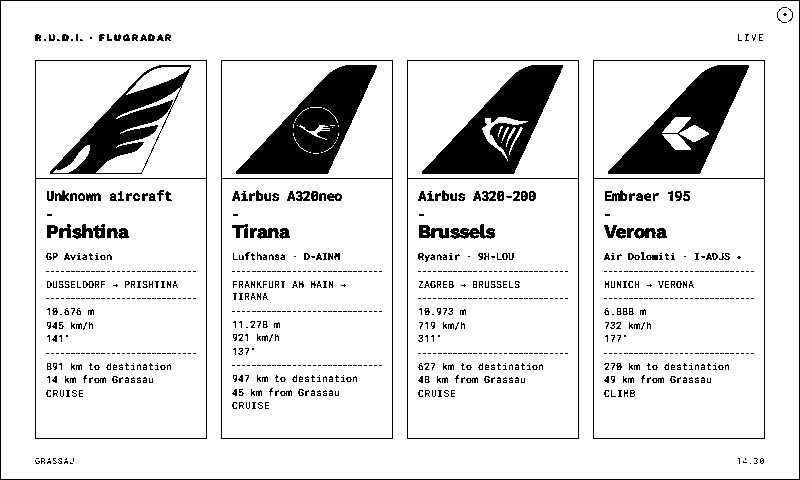 R.U.D.I. · FLUGRADAR
LIVE
Unknown aircraft
-
Prishtina
GP Aviation
DUSSELDORF → PRISHTINA
10.676 m
945 km/h
141°
891 km to destination
14 km from Grassau
CRUISE
Airbus A320neo
-
Tirana
Lufthansa · D-AINM
FRANKFURT AM MAIN →
TIRANA
11.278 m
921 km/h
137°
947 km to destination
45 km from Grassau
CRUISE
Airbus A320-200
-
Brussels
Ryanair · 9H-LOU
ZAGREB → BRUSSELS
10.973 m
719 km/h
311°
627 km to destination
48 km from Grassau
CRUISE
Embraer 195
-
Verona
Air Dolomiti · I-ADJS ✦
MUNICH → VERONA
6.888 m
732 km/h
177°
270 km to destination
49 km from Grassau
CLIMB
GRASSAU
14.30